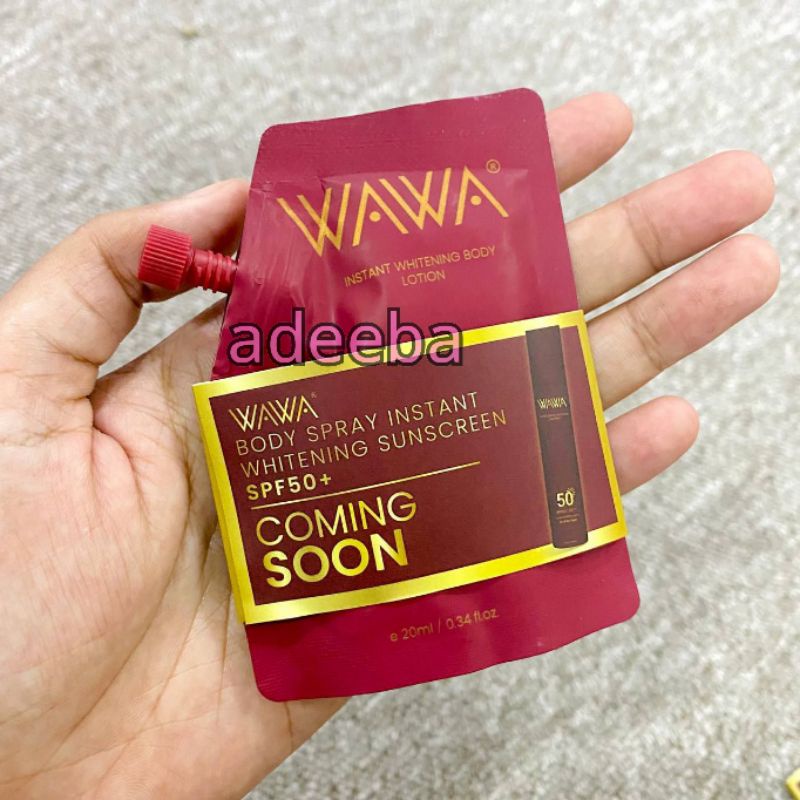 WAWA®
INSTANT WHITENING BODY
LOTION
adeeba
WAWA®
BODY SPRAY INSTANT
WHITENING SUNSCREEN
SPF50+
COMING
SOON
WAWA
50
e 20ml / 0.34 fl.oz